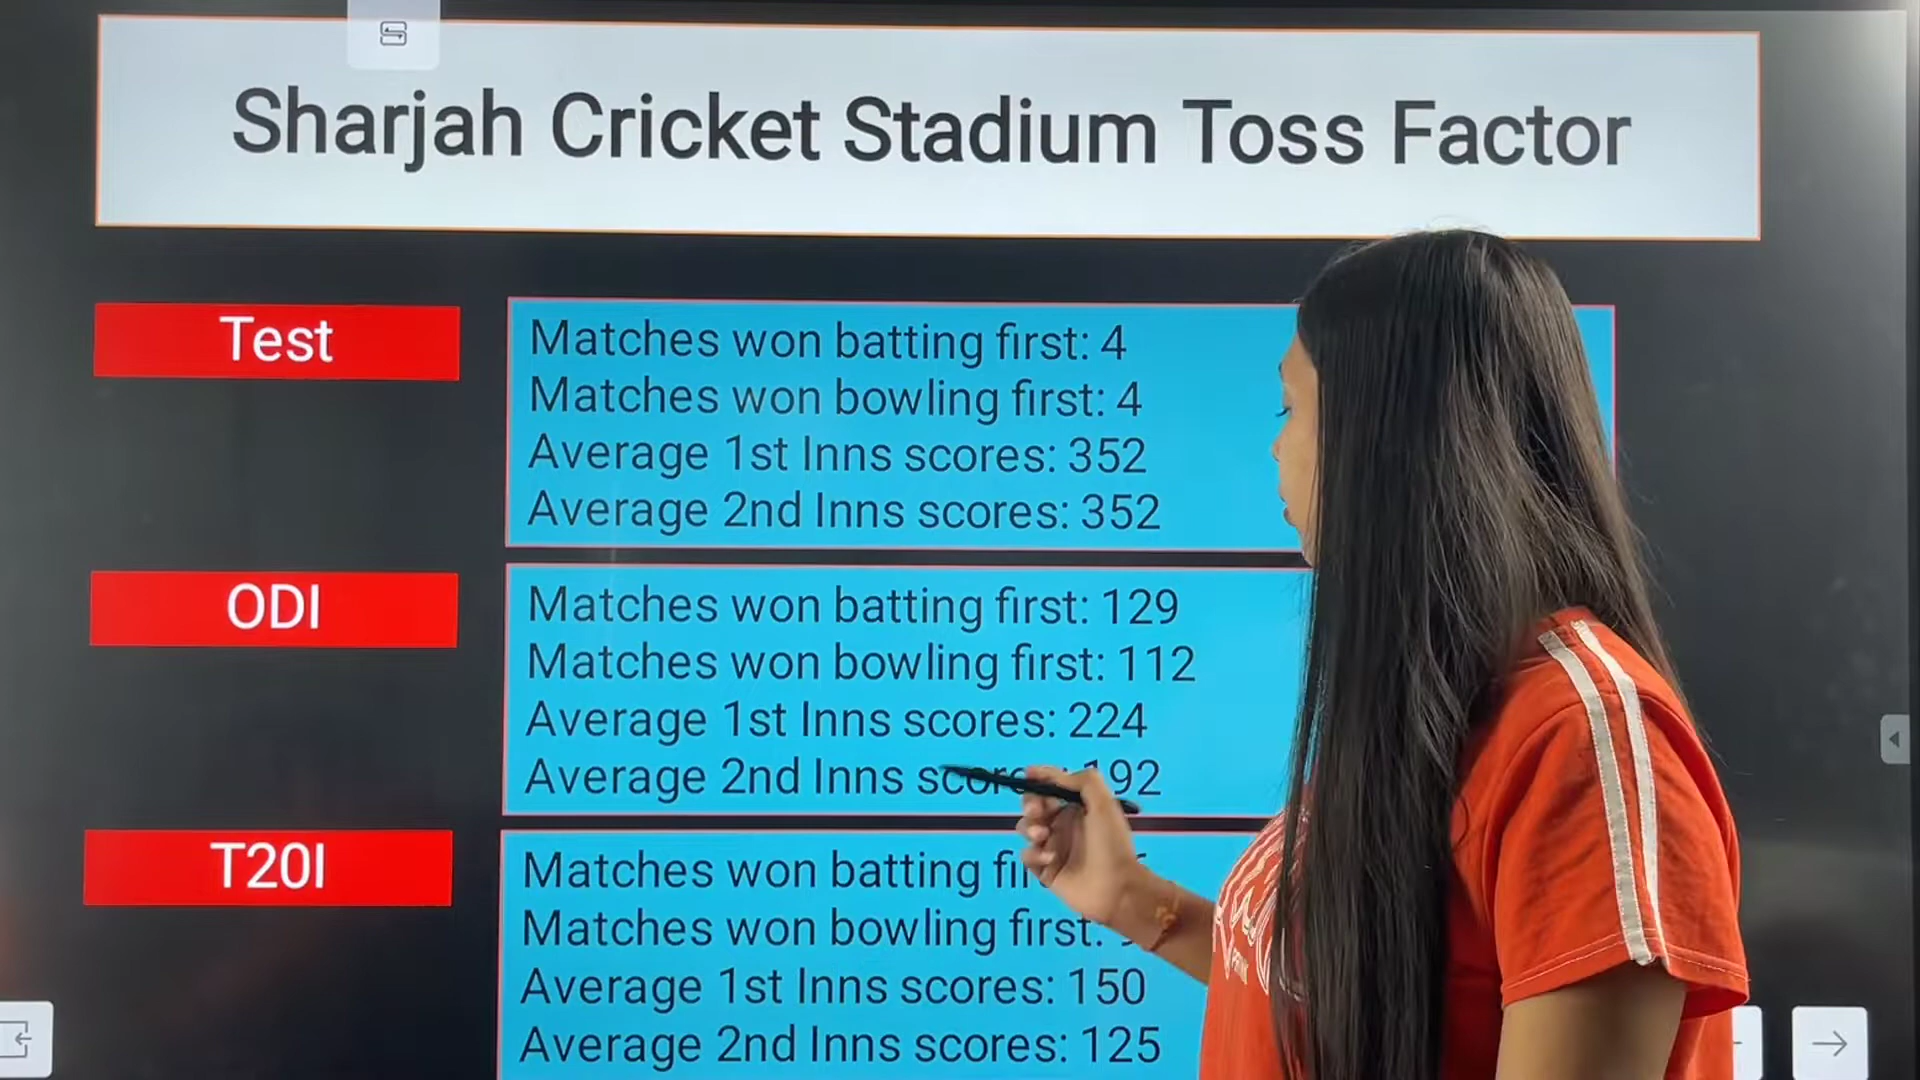 Sharjah Cricket Stadium Toss Factor
Test
Matches won batting first: 4
Matches won bowling first: 4
Average 1st Inns scores: 352
Average 2nd Inns scores: 352
ODI
Matches won batting first: 129
Matches won bowling first: 112
Average 1st Inns scores: 224
Average 2nd Inns 192
T20I
Matches won batting
Matches won bowling first:
Average 1st Inns scores: 150
Average 2nd Inns scores: 125